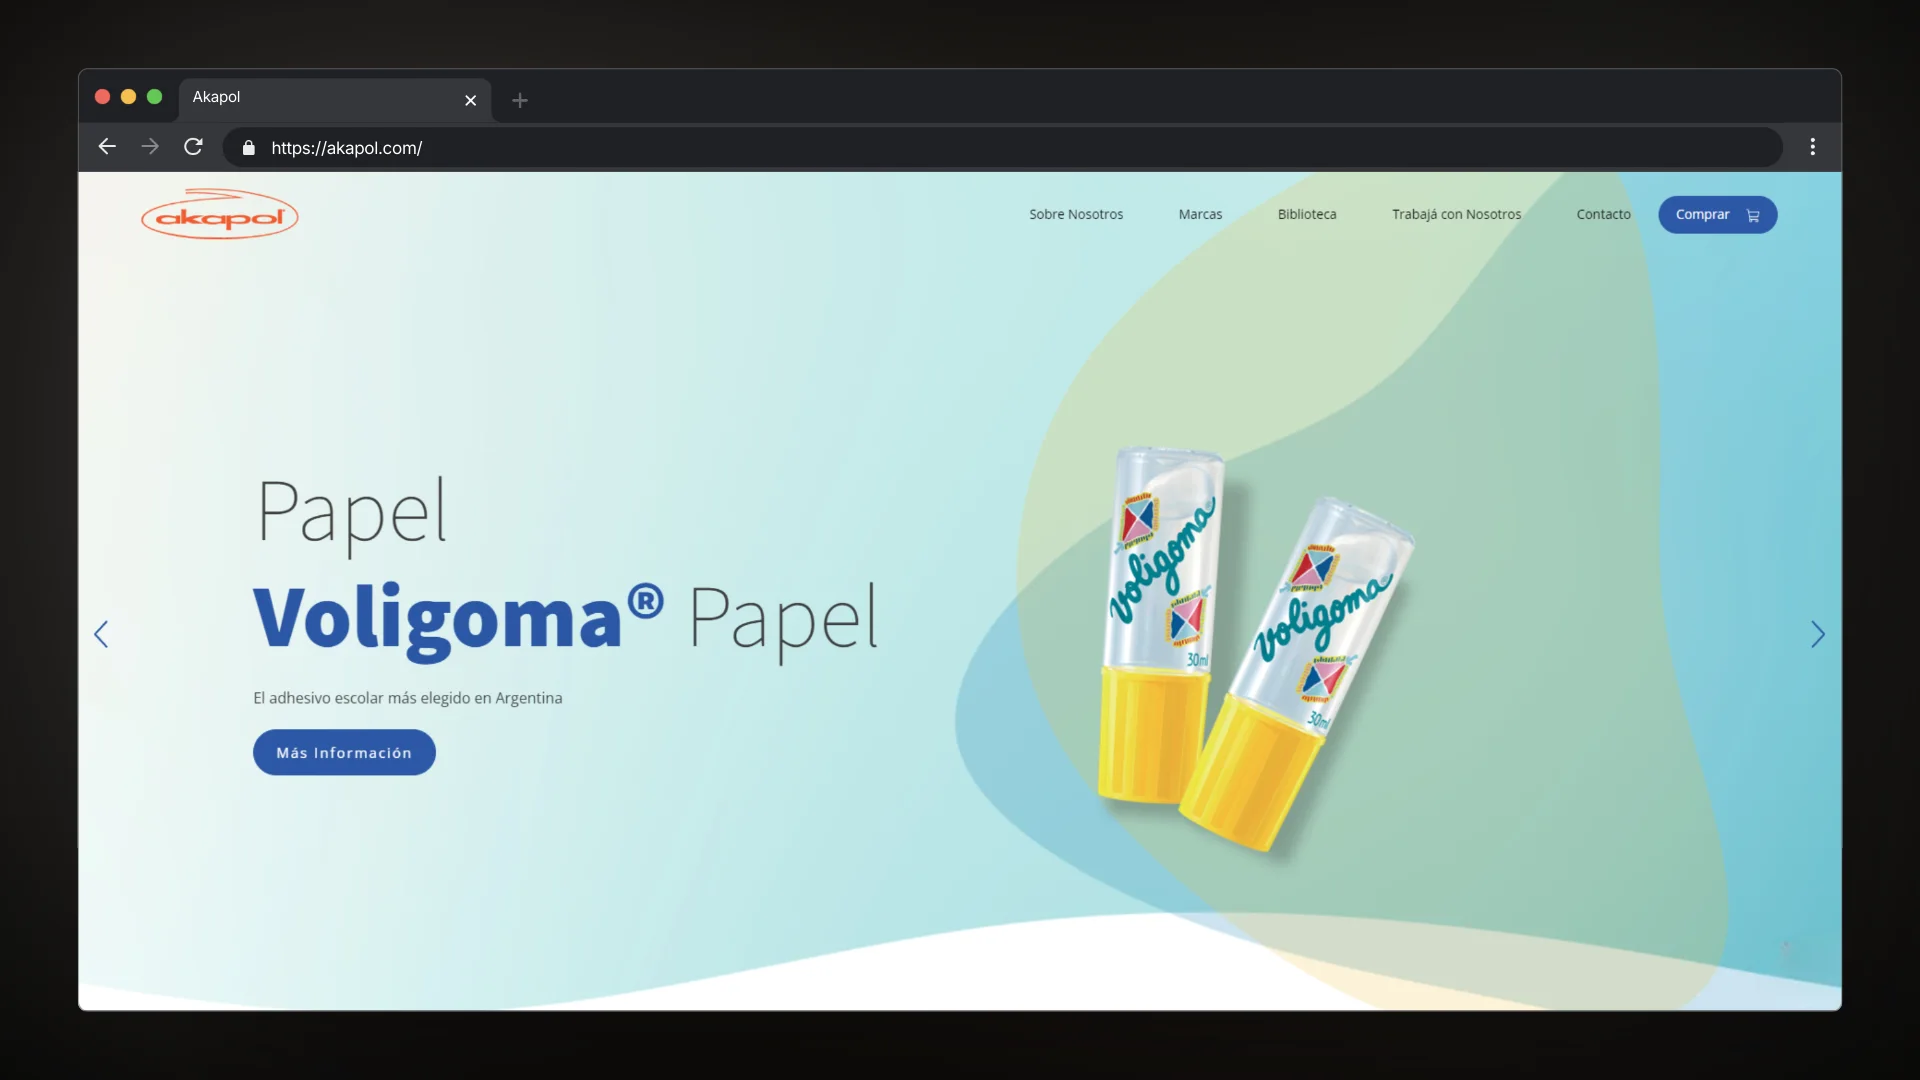 Akapol
https://akapol.com/
akapol
Sobre Nosotros
Marcas
Biblioteca
Trabajá con Nosotros
Contacto
Comprar
Papel
Voligoma® Papel
El adhesivo escolar más elegido en Argentina
Más Información
voligoma
30ml
voligoma
30ml